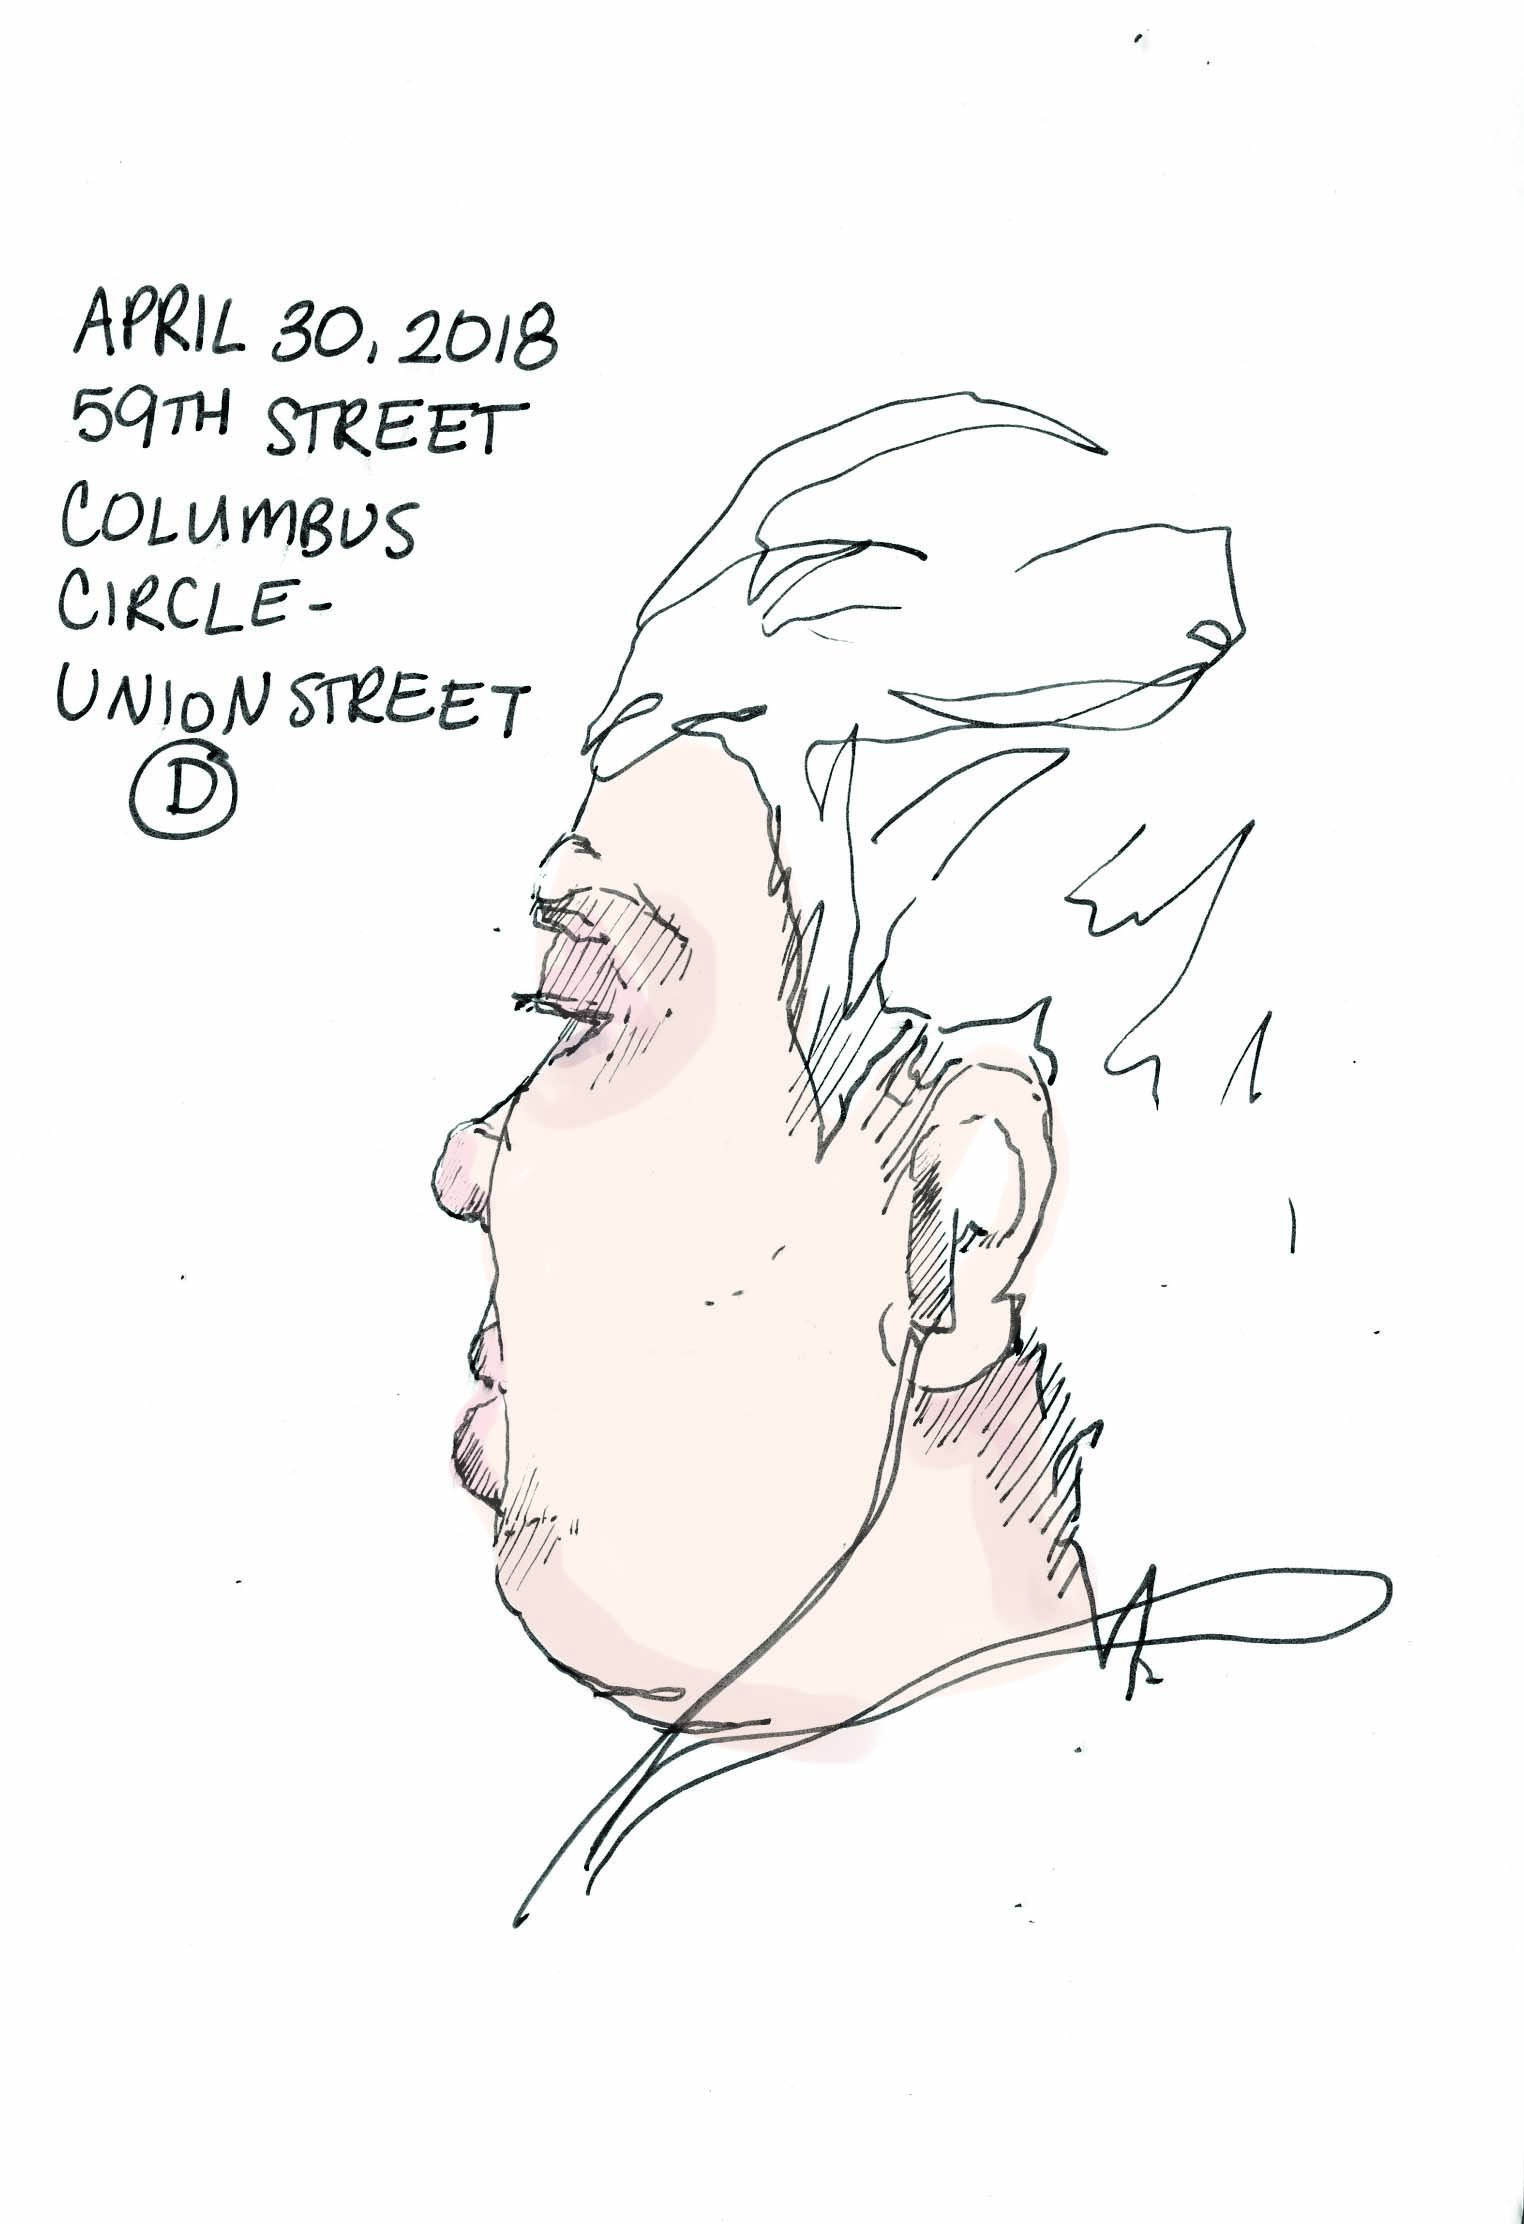 APRIL 30, 2018
59TH STREET
COLUMBUS
CIRCLE-
UNION STREET
D